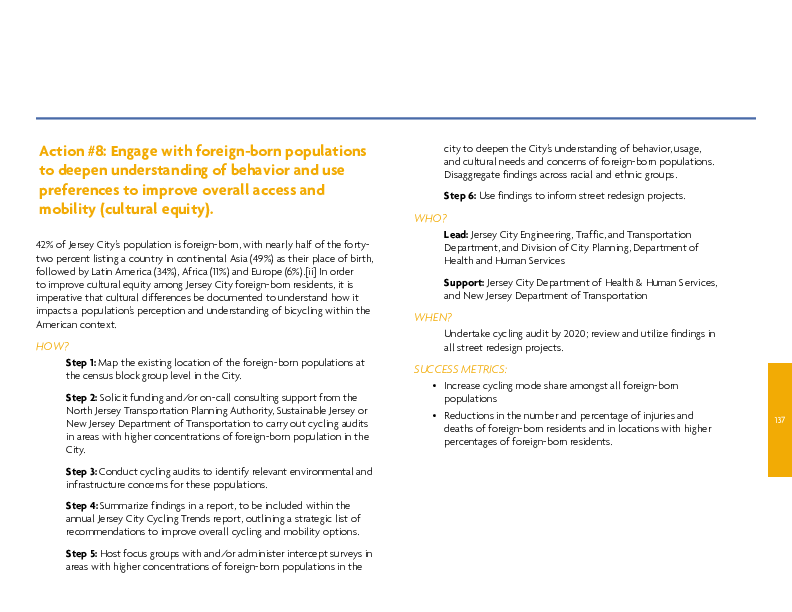 Action #8: Engage with foreign-born populations
to deepen understanding of behavior and use
preferences to improve overall access and
mobility (cultural equity).
42% of Jersey City's population is foreign-born, with nearly half of the forty-
two percent listing a country in continental Asia (49%) as their place of birth,
followed by Latin America (34%), Africa (11%) and Europe (6%).[ii] In order
to improve cultural equity among Jersey City foreign-born residents, it is
imperative that cultural differences be documented to understand how it
impacts a population's perception and understanding of bicycling within the
American context.
HOW?
Step 1: Map the existing location of the foreign-born populations at
the census block group level in the City.
Step 2: Solicit funding and/or on-call consulting support from the
North Jersey Transportation Planning Authority, Sustainable Jersey or
New Jersey Department of Transportation to carry out cycling audits
in areas with higher concentrations of foreign-born population in the
City.
Step 3: Conduct cycling audits to identify relevant environmental and
infrastructure concerns for these populations.
Step 4: Summarize findings in a report, to be included within the
annual Jersey City Cycling Trends report, outlining a strategic list of
recommendations to improve overall cycling and mobility options.
Step 5: Host focus groups with and/or administer intercept surveys in
areas with higher concentrations of foreign-born populations in the
city to deepen the City's understanding of behavior, usage,
and cultural needs and concerns of foreign-born populations.
Disaggregate findings across racial and ethnic groups.
Step 6: Use findings to inform street redesign projects.
WHO?
Lead: Jersey City Engineering, Traffic, and Transportation
Department, and Division of City Planning, Department of
Health and Human Services
Support: Jersey City Department of Health & Human Services,
and New Jersey Department of Transportation
WHEN?
Undertake cycling audit by 2020; review and utilize findings in
all street redesign projects.
SUCCESS METRICS:
• Increase cycling mode share amongst all foreign-born
populations
• Reductions in the number and percentage of injuries and
deaths of foreign-born residents and in locations with higher
percentages of foreign-born residents.
137